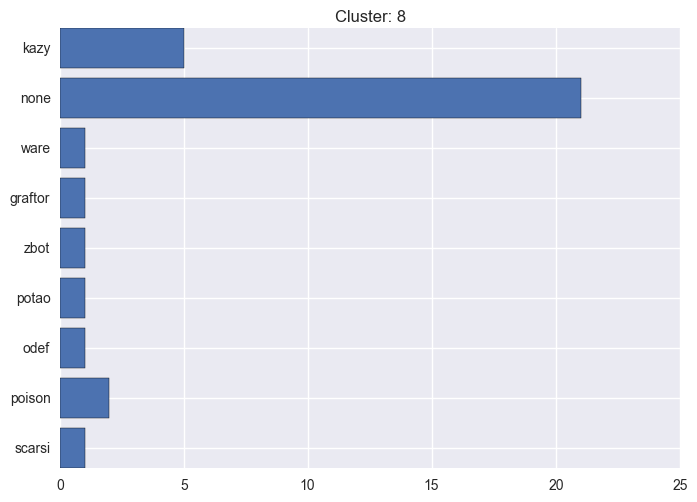 Cluster: 8
kazy
none
ware
graftor
zbot
potao
odef
poison
scarsi
0 5 10 15 20 25